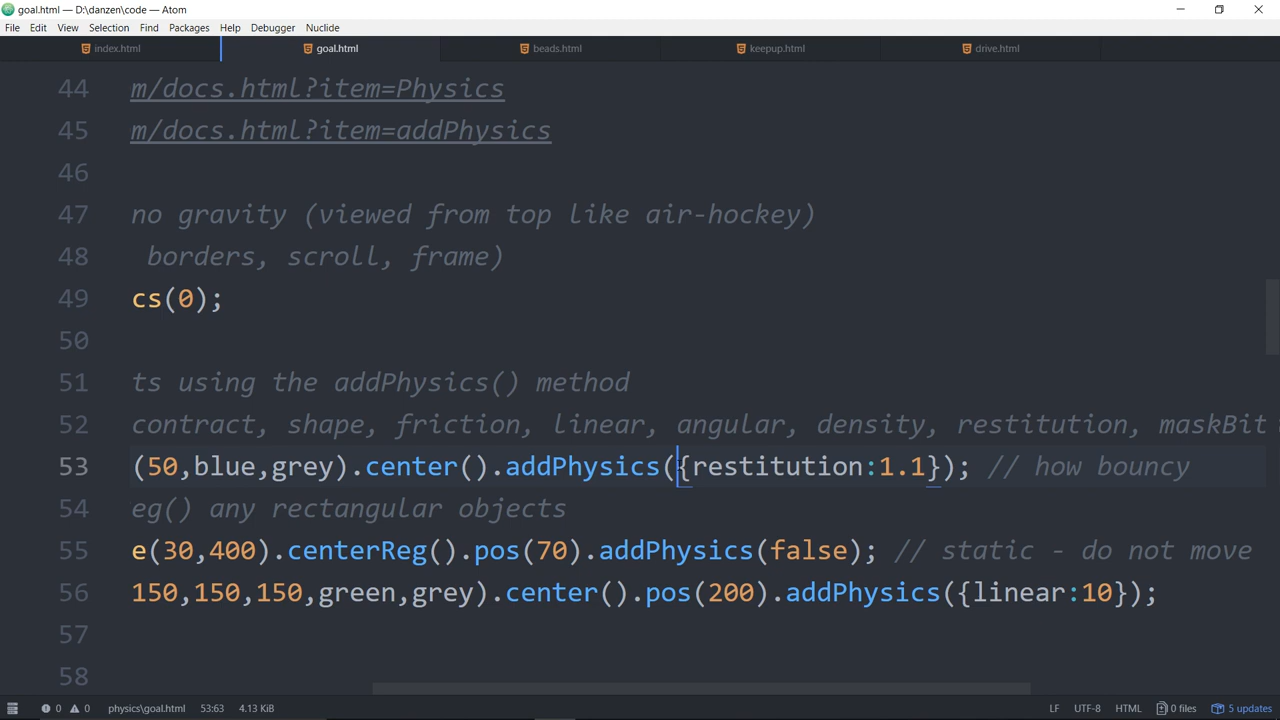 goal.html — D:\danzen\code — Atom
File Edit View Selection Find Packages Help Debugger Nuclide
index.html goal.html beads.html keepup.html drive.html
44 m/docs.html?item=Physics
45 m/docs.html?item=addPhysics
46
47 no gravity (viewed from top like air-hockey)
48 borders, scroll, frame)
49 cs(0);
50
51 ts using the addPhysics() method
52 contract, shape, friction, linear, angular, density, restitution, maskBit
53 (50,blue,grey).center().addPhysics({restitution:1.1}); // how bouncy
54 eg() any rectangular objects
55 e(30,400).centerReg().pos(70).addPhysics(false); // static - do not move
56 150,150,150,green,grey).center().pos(200).addPhysics({linear:10});
57
58
0 0 physics\goal.html 53:63 4.13 KiB LF UTF-8 HTML 0 files 5 updates